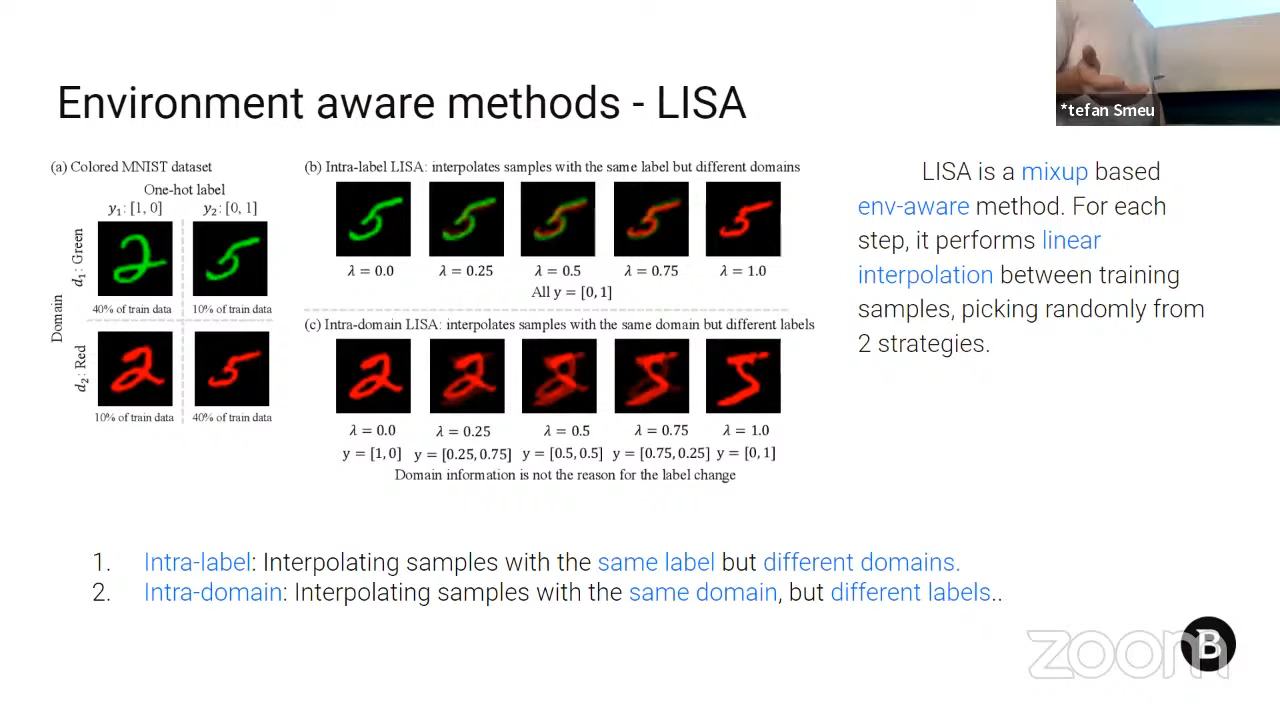 *tefan Smeu
Environment aware methods - LISA
(a) Colored MNIST dataset
One-hot label
y₁: [1, 0]
y₂: [0, 1]
Domain
d₁: Green
40% of train data
10% of train data
d₂: Red
10% of train data
40% of train data
(b) Intra-label LISA: interpolates samples with the same label but different domains
λ = 0.0
λ = 0.25
λ = 0.5
λ = 0.75
λ = 1.0
All y = [0, 1]
(c) Intra-domain LISA: interpolates samples with the same domain but different labels
λ = 0.0
λ = 0.25
λ = 0.5
λ = 0.75
λ = 1.0
y = [1, 0]
y = [0.25, 0.75]
y = [0.5, 0.5]
y = [0.75, 0.25]
y = [0, 1]
Domain information is not the reason for the label change
LISA is a mixup based
env-aware method. For each
step, it performs linear
interpolation between training
samples, picking randomly from
2 strategies.
1. Intra-label: Interpolating samples with the same label but different domains.
2. Intra-domain: Interpolating samples with the same domain, but different labels..
zoom
B